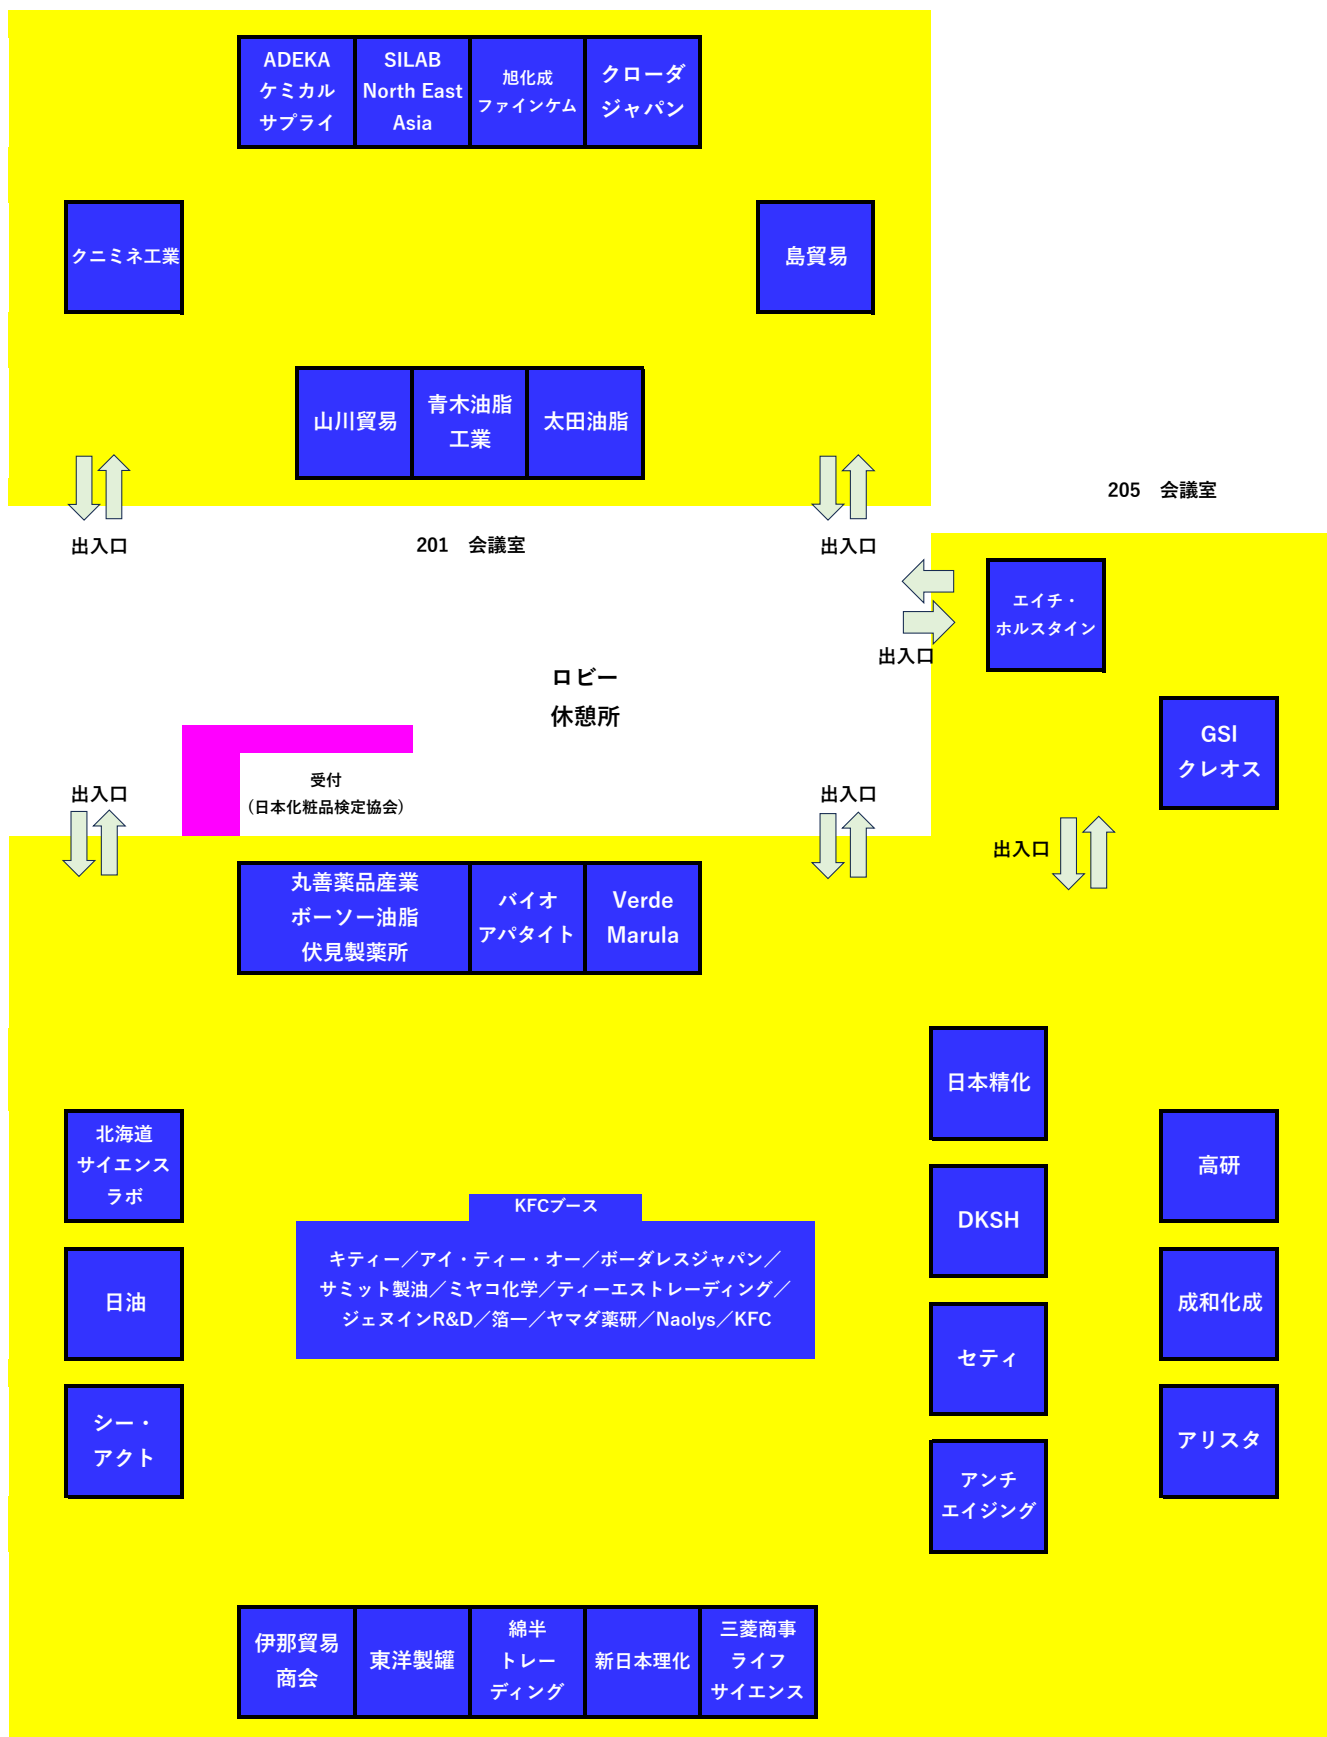 ADEKA
ケミカル
サプライ
SILAB
North East
Asia
旭化成
ファインケム
クローダ
ジャパン
クニミネ工業
島貿易
山川貿易
青木油脂
工業
太田油脂
出入口
201　会議室
出入口
205　会議室
エイチ・
ホルスタイン
出入口
ロビー
休憩所
GSI
クレオス
受付
(日本化粧品検定協会)
出入口
出入口
出入口
丸善薬品産業
ボーソー油脂
伏見製薬所
バイオ
アパタイト
Verde
Marula
日本精化
北海道
サイエンス
ラボ
高研
DKSH
KFCブース
キティー／アイ・ティー・オー／ボーダレスジャパン／
サミット製油／ミヤコ化学／ティーエストレーディング／
ジェヌインR&D／箔一／ヤマダ薬研／Naolys／KFC
日油
成和化成
セティ
シー・
アクト
アリスタ
アンチ
エイジング
伊那貿易
商会
東洋製罐
綿半
トレー
ディング
新日本理化
三菱商事
ライフ
サイエンス